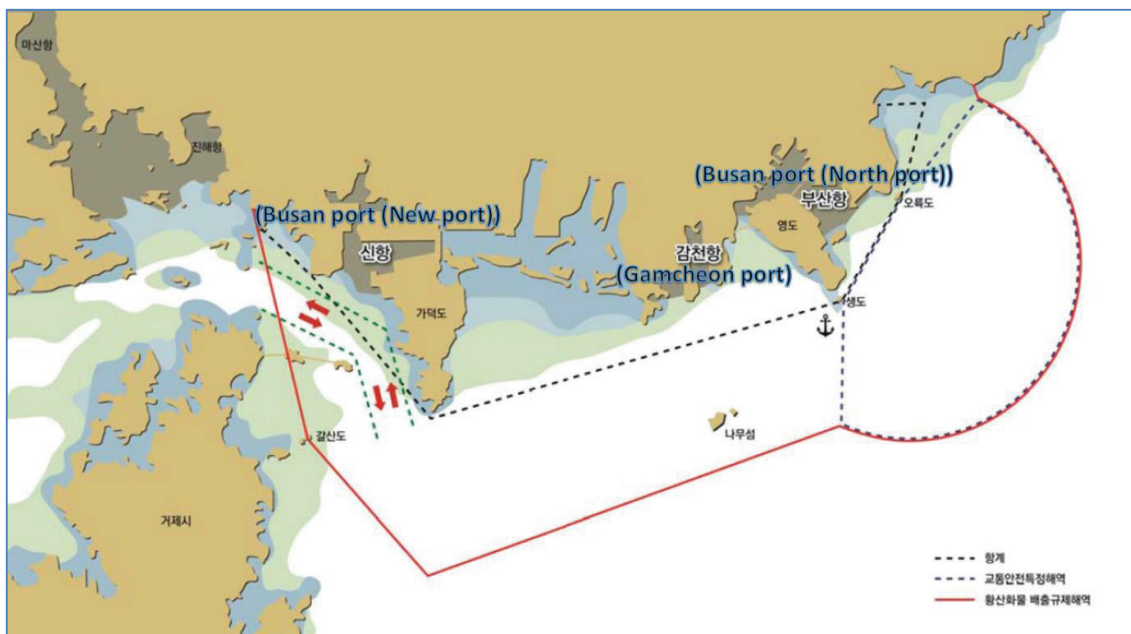 마산항
진해항
(Busan port (New port))
신항
가덕도
(Busan port (North port))
부산항
영도
오륙도
감천항
(Gamcheon port)
생도
나무섬
갈산도
거제시
항계
교통안전특정해역
황산화물 배출규제해역